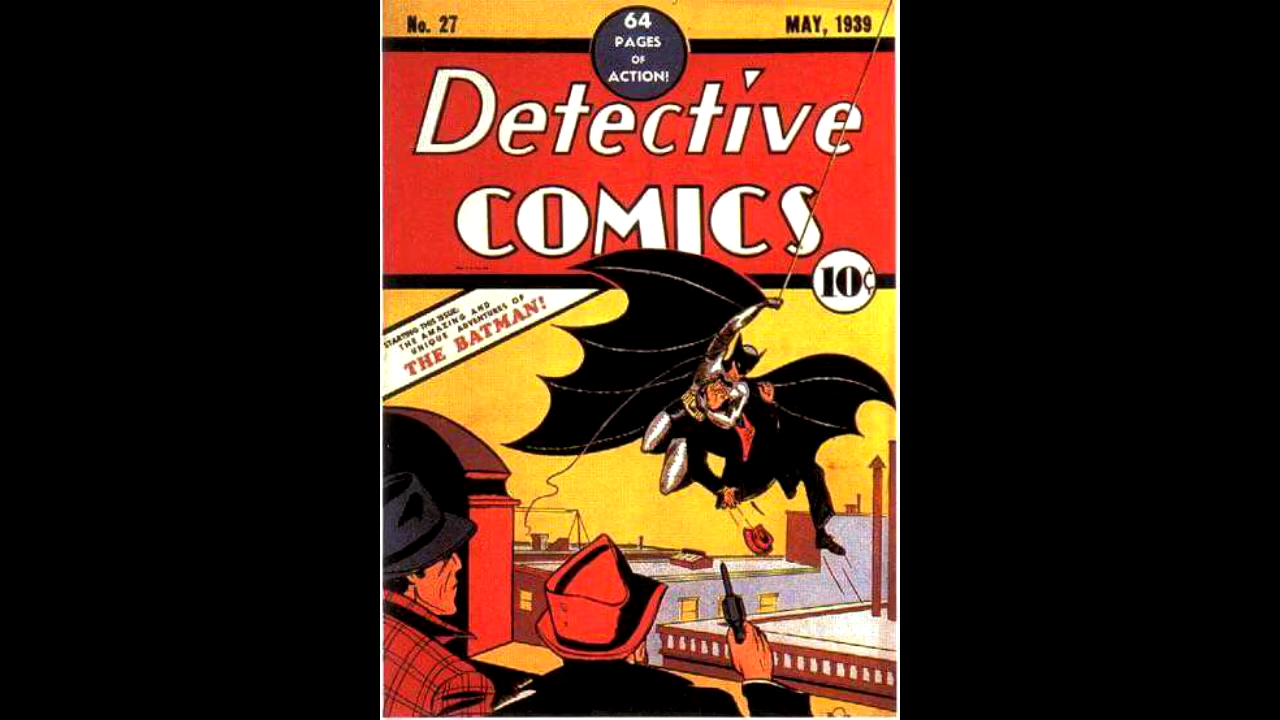 No. 27
MAY, 1939
64
PAGES
OF
ACTION!
Detective
COMICS
10¢
STARTING THIS ISSUE:
THE AMAZING AND
UNIQUE ADVENTURES OF
THE BATMAN!